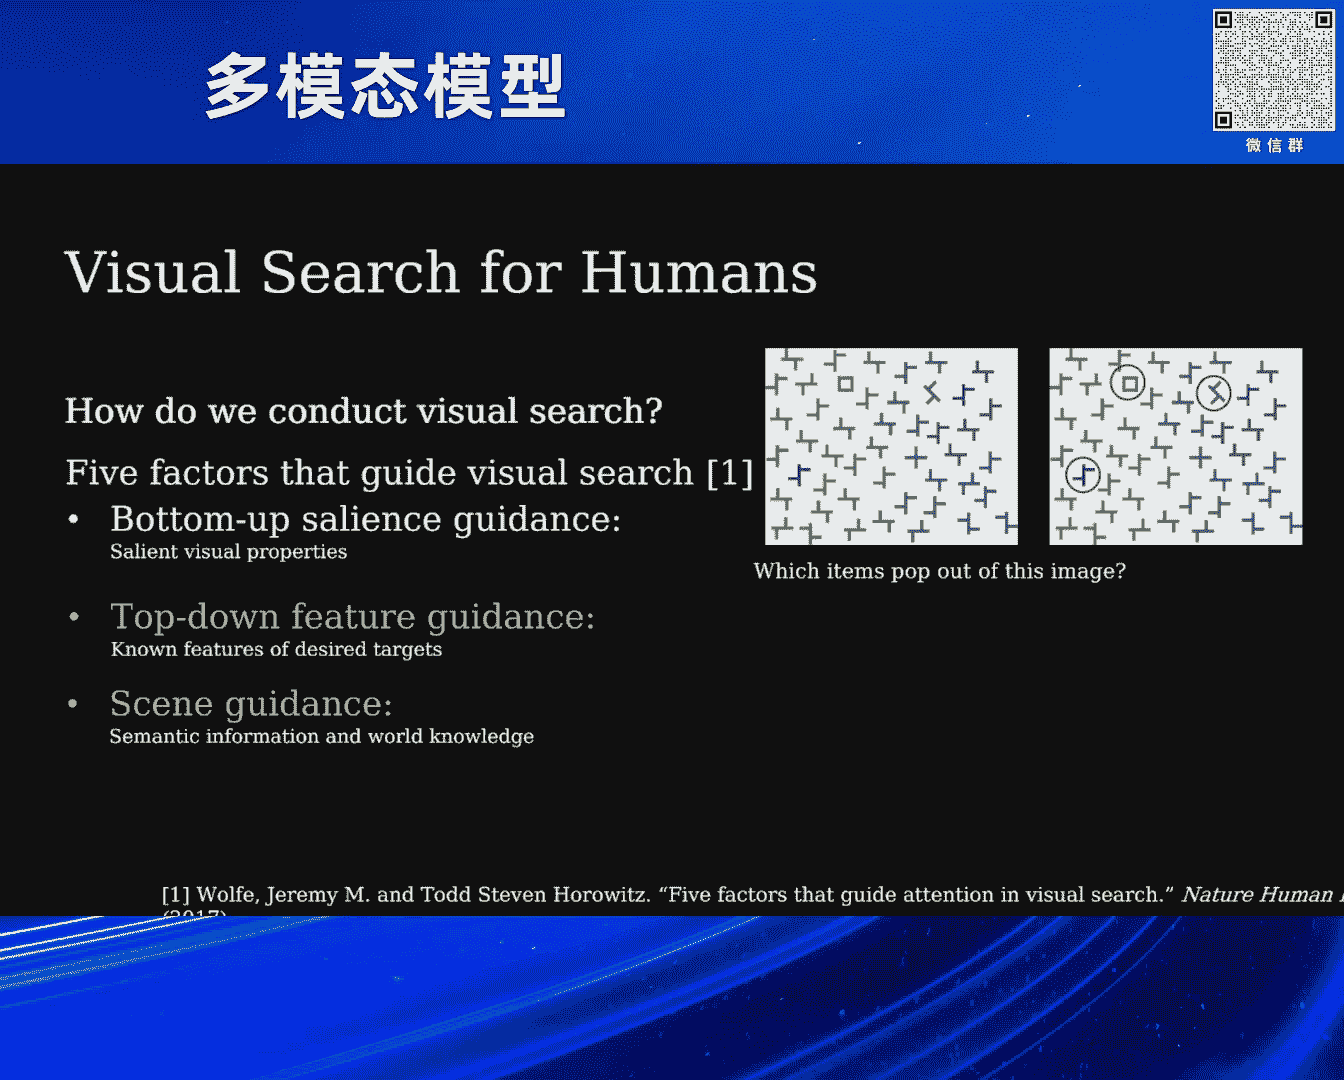 多模态模型
微信群
Visual Search for Humans
How do we conduct visual search?
Five factors that guide visual search [1]
• Bottom-up salience guidance:
Salient visual properties
• Top-down feature guidance:
Known features of desired targets
• Scene guidance:
Semantic information and world knowledge
Which items pop out of this image?
[1] Wolfe, Jeremy M. and Todd Steven Horowitz. “Five factors that guide attention in visual search.” Nature Human
(2017)